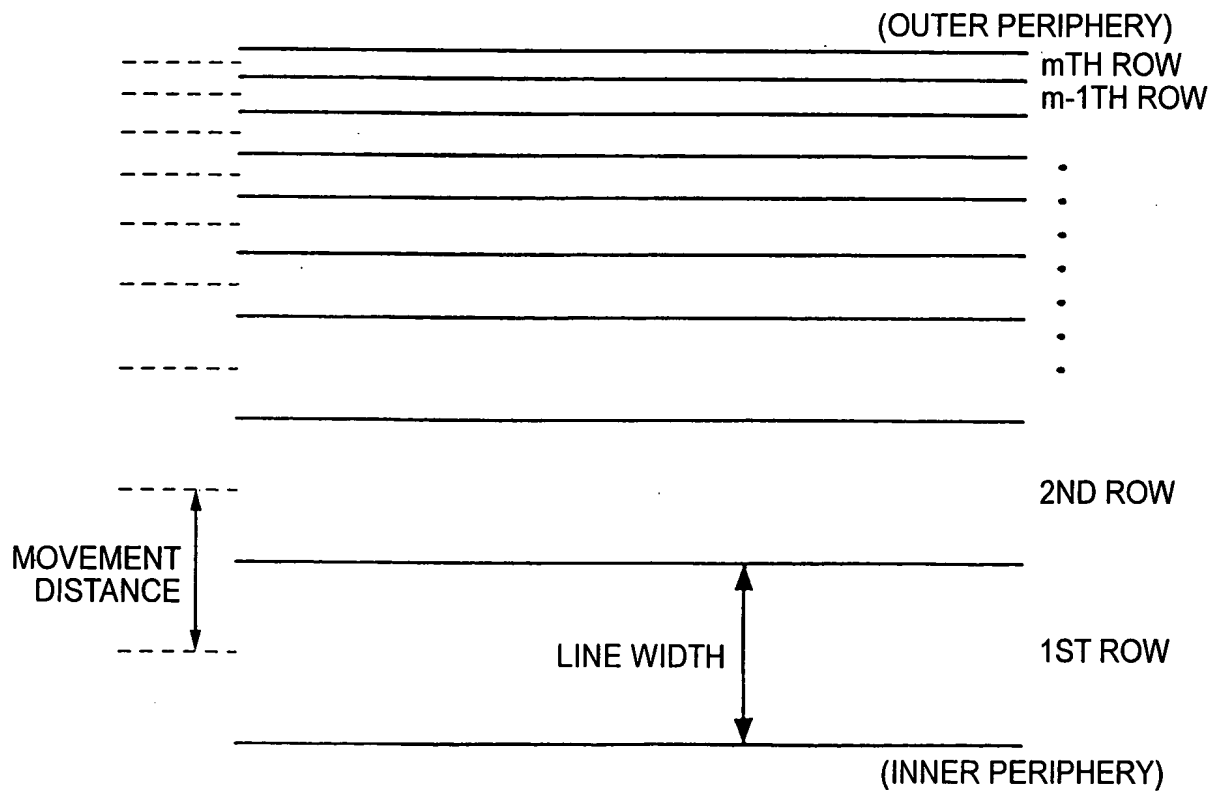 (OUTER PERIPHERY)
mTH ROW
m-1TH ROW
2ND ROW
MOVEMENT
DISTANCE
LINE WIDTH
1ST ROW
(INNER PERIPHERY)